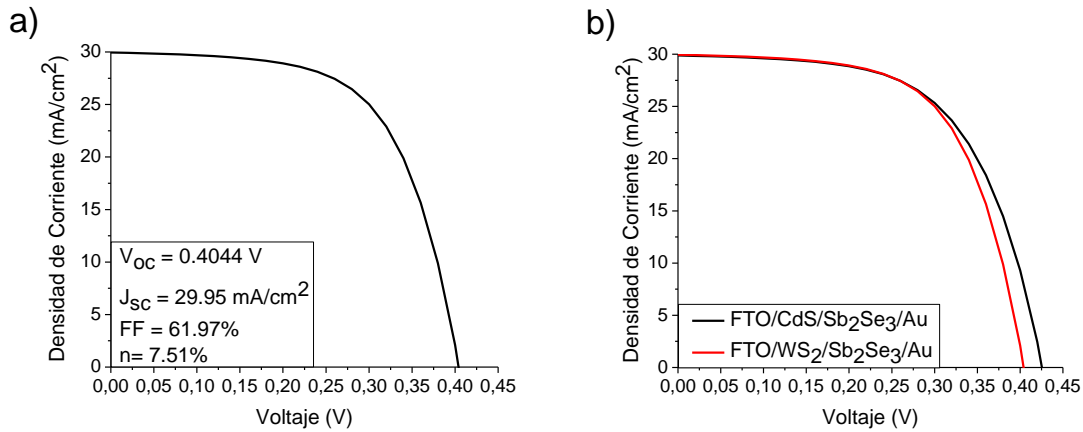 a)
Densidad de Corriente (mA/cm²)
30
25
20
15
10
5
0
V_OC = 0.4044 V
J_SC = 29.95 mA/cm²
FF = 61.97%
n= 7.51%
0,00 0,05 0,10 0,15 0,20 0,25 0,30 0,35 0,40 0,45
Voltaje (V)
b)
Densidad de Corriente (mA/cm²)
30
25
20
15
10
5
0
FTO/CdS/Sb₂Se₃/Au
FTO/WS₂/Sb₂Se₃/Au
0,00 0,05 0,10 0,15 0,20 0,25 0,30 0,35 0,40 0,45
Voltaje (V)